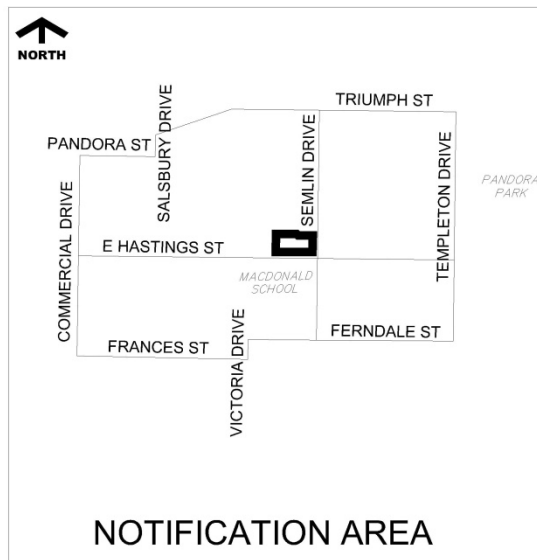 NORTH
TRIUMPH ST
PANDORA ST
SALSBURY DRIVE
SEMLIN DRIVE
TEMPLETON DRIVE
PANDORA
PARK
COMMERCIAL DRIVE
E HASTINGS ST
MACDONALD
SCHOOL
FRANCES ST
VICTORIA DRIVE
FERNDALE ST
NOTIFICATION AREA